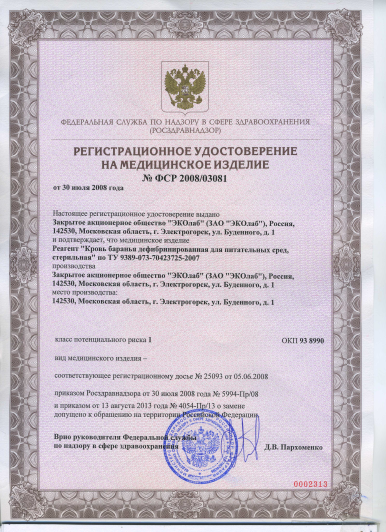 ФЕДЕРАЛЬНАЯ СЛУЖБА ПО НАДЗОРУ В СФЕРЕ ЗДРАВООХРАНЕНИЯ
(РОСЗДРАВНАДЗОР)
РЕГИСТРАЦИОННОЕ УДОСТОВЕРЕНИЕ
НА МЕДИЦИНСКОЕ ИЗДЕЛИЕ
№ ФСР 2008/03081
от 30 июля 2008 года
Настоящее регистрационное удостоверение выдано
Закрытое акционерное общество "ЭКОлаб" (ЗАО "ЭКОлаб"), Россия,
142530, Московская область, г. Электрогорск, ул. Буденного, д. 1
и подтверждает, что медицинское изделие
Реагент "Кровь баранья дефибринированная для питательных сред,
стерильная" по ТУ 9389-073-70423725-2007
производства
Закрытое акционерное общество "ЭКОлаб" (ЗАО "ЭКОлаб"), Россия,
142530, Московская область, г. Электрогорск, ул. Буденного, д. 1
место производства:
142530, Московская область, г. Электрогорск, ул. Буденного, д. 1
класс потенциального риска 1 ОКП 93 8990
вид медицинского изделия –
соответствующее регистрационному досье № 25093 от 05.06.2008
приказом Росздравнадзора от 30 июля 2008 года № 5994-Пр/08
и приказом от 13 августа 2013 года № 4054-Пр/13 о замене
допущено к обращению на территории Российской Федерации.
Врио руководителя Федеральной службы
по надзору в сфере здравоохранения Д.В. Пархоменко
0002313